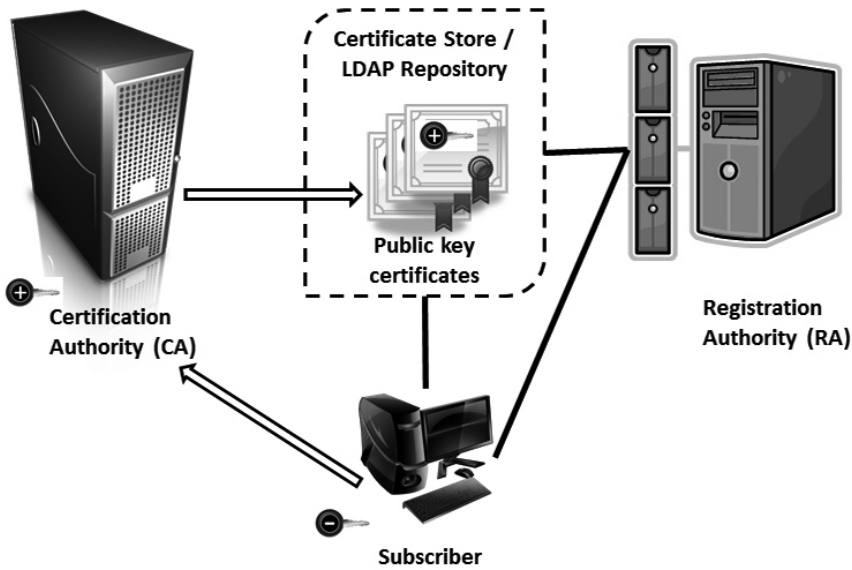 Certificate Store /
LDAP Repository
Public key
certificates
Certification
Authority (CA)
Registration
Authority (RA)
Subscriber